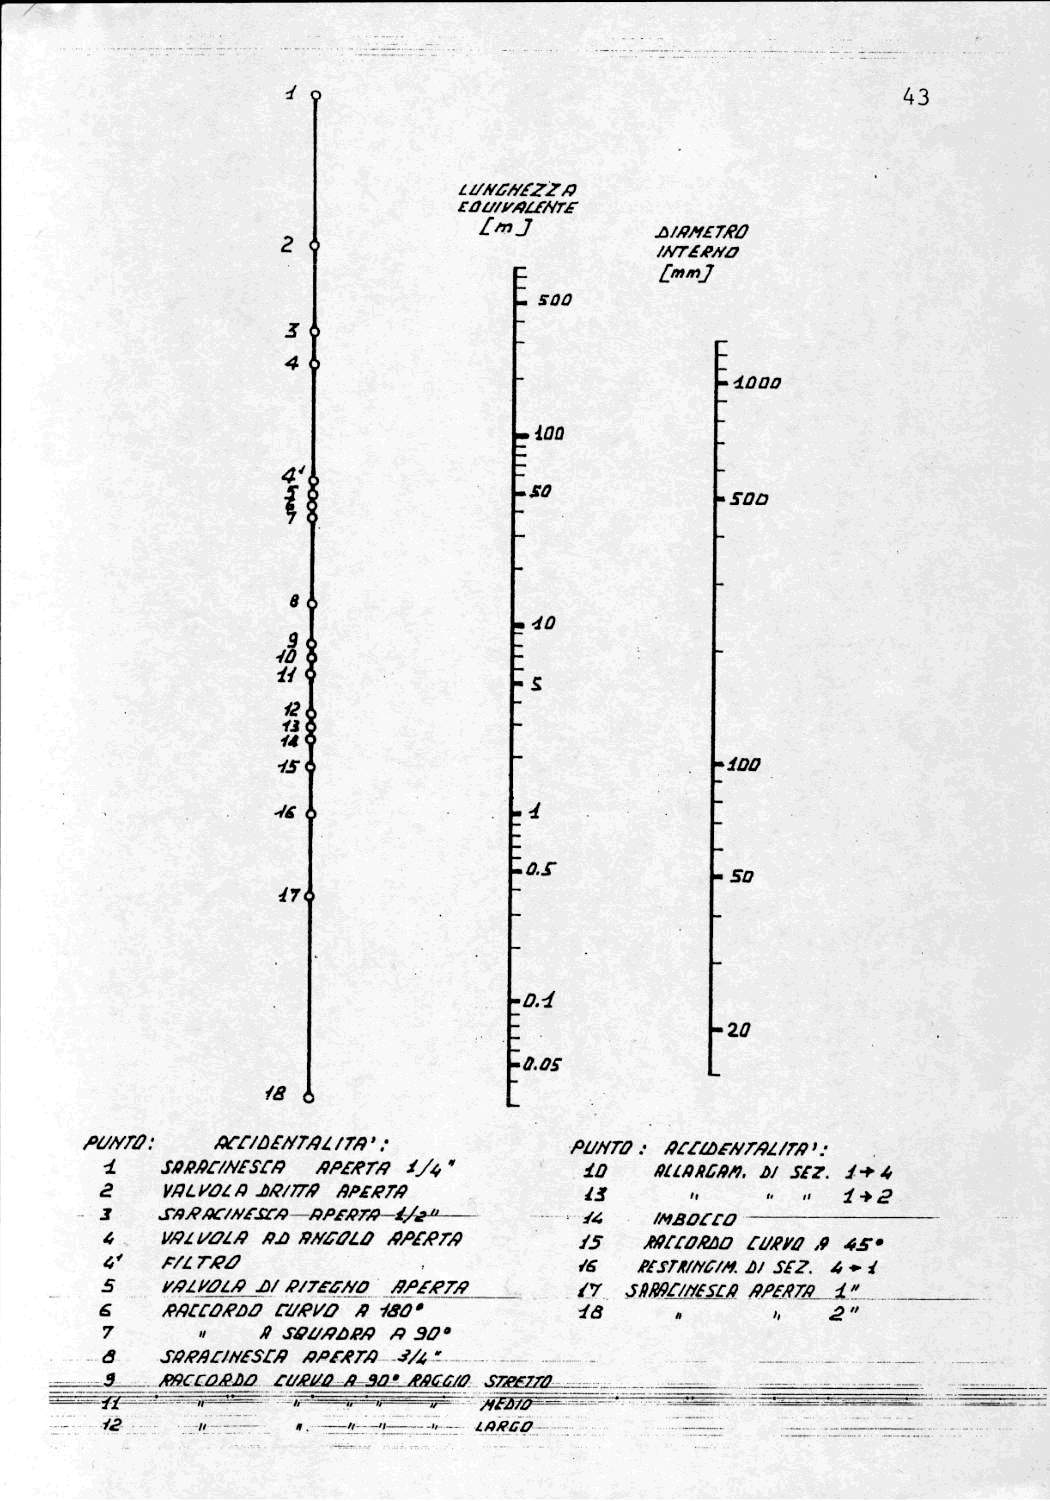 43
1
2
3
4
4'
5
6
7
8
9
10
11
12
13
14
15
16
17
18
LUNGHEZZA
EQUIVALENTE
[m]
500
100
50
10
5
1
0.5
0.1
0.05
DIAMETRO
INTERNO
[mm]
1000
500
100
50
20
PUNTO: ACCIDENTALITA':
1 SARACINESCA APERTA 1/4"
2 VALVOLA DRITTA APERTA
3 SARACINESCA APERTA 1/2"
4 VALVOLA AD ANGOLO APERTA
4' FILTRO
5 VALVOLA DI RITEGNO APERTA
6 RACCORDO CURVO A 180°
7 " A SQUADRA A 90°
8 SARACINESCA APERTA 3/4"
9 RACCORDO CURVO A 90° RAGGIO STRETTO
11 " " " " " MEDIO
12 " " " " " LARGO
PUNTO: ACCIDENTALITA':
10 ALLARGAM. DI SEZ. 1→4
13 " " " 1→2
14 IMBOCCO
15 RACCORDO CURVO A 45°
16 RESTRINGIM. DI SEZ. 4→1
17 SARACINESCA APERTA 1"
18 " " 2"